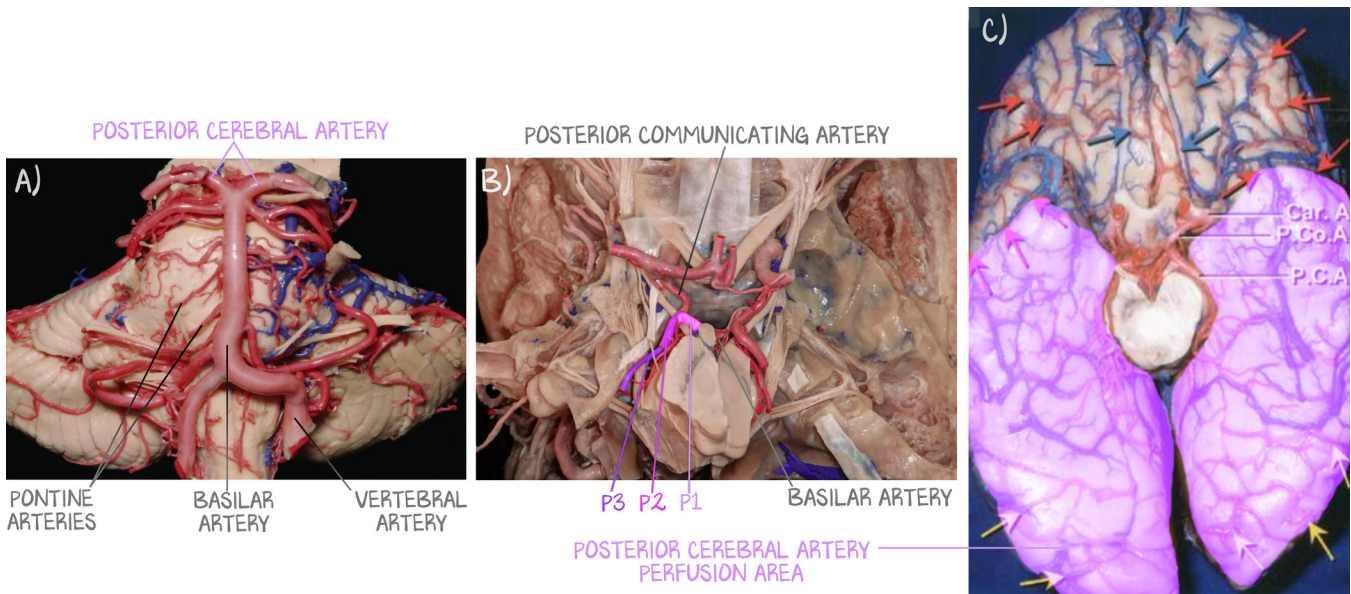 A)
POSTERIOR CEREBRAL ARTERY
PONTINE
ARTERIES
BASILAR
ARTERY
VERTEBRAL
ARTERY
B)
POSTERIOR COMMUNICATING ARTERY
P3 P2 P1
BASILAR ARTERY
POSTERIOR CEREBRAL ARTERY
PERFUSION AREA
C)
Car. A
P.Co.A
P.C.A